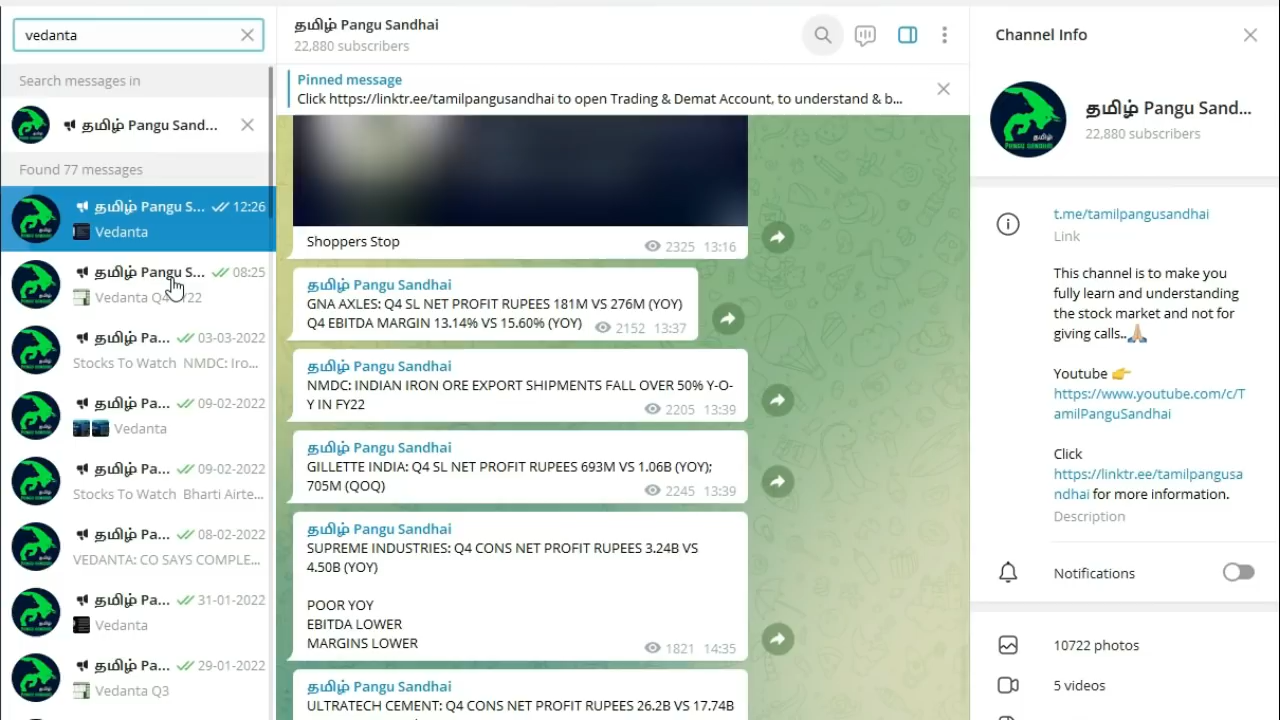 vedanta
Search messages in
தமிழ் Pangu Sand...
Found 77 messages
தமிழ் Pangu S... 12:26
Vedanta
தமிழ் Pangu S... 08:25
Vedanta Q4 22
தமிழ் Pa... 03-03-2022
Stocks To Watch NMDC: Iro...
தமிழ் Pa... 09-02-2022
Vedanta
தமிழ் Pa... 09-02-2022
Stocks To Watch Bharti Airte...
தமிழ் Pa... 08-02-2022
VEDANTA: CO SAYS COMPLE...
தமிழ் Pa... 31-01-2022
Vedanta
தமிழ் Pa... 29-01-2022
Vedanta Q3
தமிழ் Pangu Sandhai
22,880 subscribers
Pinned message
Click https://linktr.ee/tamilpangusandhai to open Trading & Demat Account, to understand & b...
Shoppers Stop 2325 13:16
தமிழ் Pangu Sandhai
GNA AXLES: Q4 SL NET PROFIT RUPEES 181M VS 276M (YOY)
Q4 EBITDA MARGIN 13.14% VS 15.60% (YOY) 2152 13:37
தமிழ் Pangu Sandhai
NMDC: INDIAN IRON ORE EXPORT SHIPMENTS FALL OVER 50% Y-O-
Y IN FY22 2205 13:39
தமிழ் Pangu Sandhai
GILLETTE INDIA: Q4 SL NET PROFIT RUPEES 693M VS 1.06B (YOY);
705M (QOQ) 2245 13:39
தமிழ் Pangu Sandhai
SUPREME INDUSTRIES: Q4 CONS NET PROFIT RUPEES 3.24B VS
4.50B (YOY)
POOR YOY
EBITDA LOWER
MARGINS LOWER 1821 14:35
தமிழ் Pangu Sandhai
ULTRATECH CEMENT: Q4 CONS NET PROFIT RUPEES 26.2B VS 17.74B
Channel Info
தமிழ் Pangu Sand...
22,880 subscribers
t.me/tamilpangusandhai
Link
This channel is to make you
fully learn and understanding
the stock market and not for
giving calls..🙏🏼
Youtube 👉
https://www.youtube.com/c/T
amilPanguSandhai
Click
https://linktr.ee/tamilpangusa
ndhai for more information.
Description
Notifications
10722 photos
5 videos